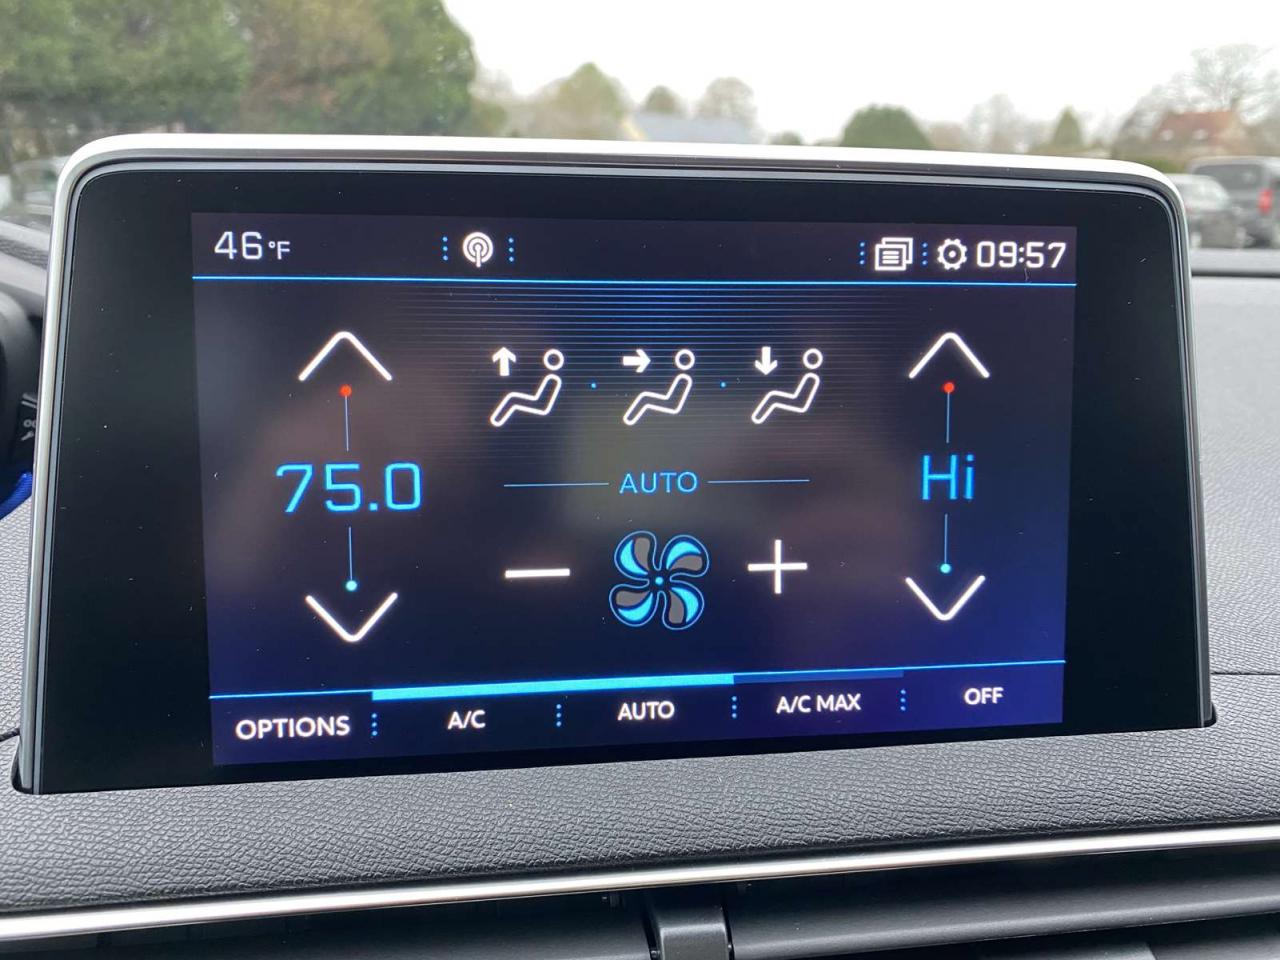 46°F 09:57
75.0 AUTO Hi
OPTIONS A/C AUTO A/C MAX OFF